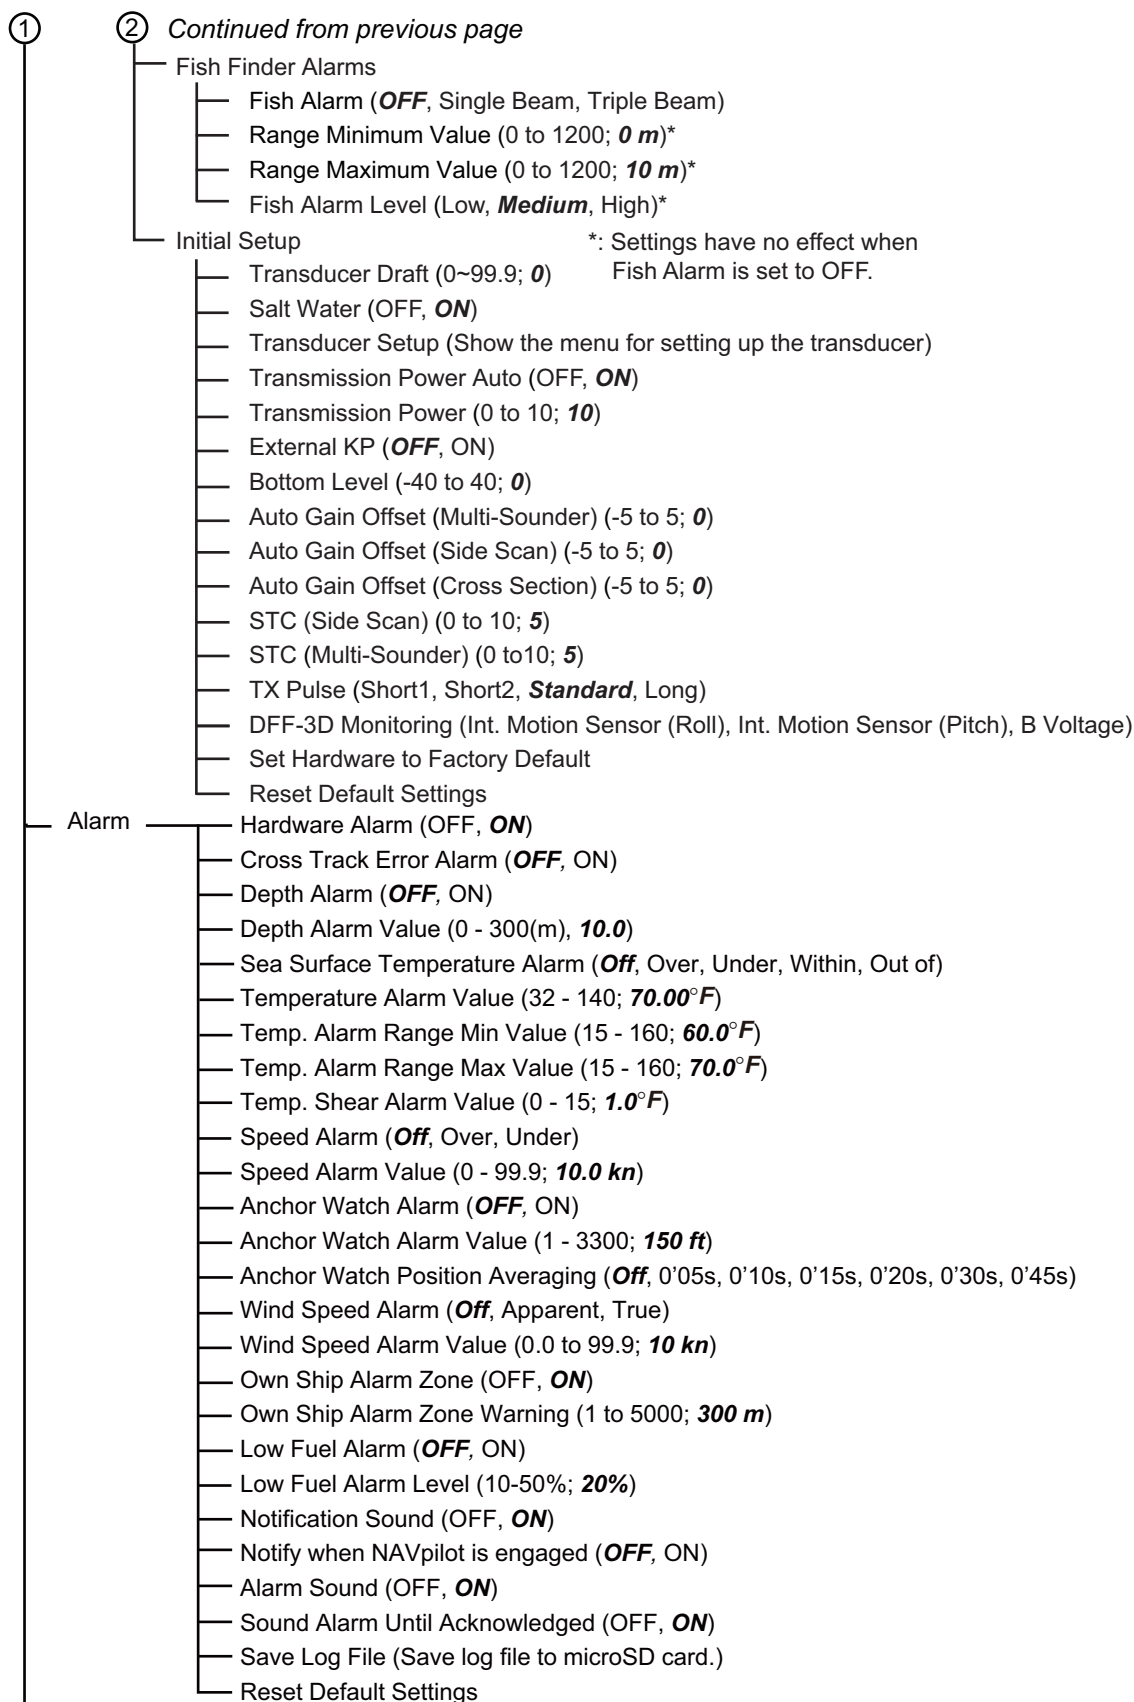 ① ② Continued from previous page
Fish Finder Alarms
Fish Alarm (OFF, Single Beam, Triple Beam)
Range Minimum Value (0 to 1200; 0 m)*
Range Maximum Value (0 to 1200; 10 m)*
Fish Alarm Level (Low, Medium, High)*
Initial Setup
*: Settings have no effect when
Fish Alarm is set to OFF.
Transducer Draft (0~99.9; 0)
Salt Water (OFF, ON)
Transducer Setup (Show the menu for setting up the transducer)
Transmission Power Auto (OFF, ON)
Transmission Power (0 to 10; 10)
External KP (OFF, ON)
Bottom Level (-40 to 40; 0)
Auto Gain Offset (Multi-Sounder) (-5 to 5; 0)
Auto Gain Offset (Side Scan) (-5 to 5; 0)
Auto Gain Offset (Cross Section) (-5 to 5; 0)
STC (Side Scan) (0 to 10; 5)
STC (Multi-Sounder) (0 to10; 5)
TX Pulse (Short1, Short2, Standard, Long)
DFF-3D Monitoring (Int. Motion Sensor (Roll), Int. Motion Sensor (Pitch), B Voltage)
Set Hardware to Factory Default
Reset Default Settings
Alarm
Hardware Alarm (OFF, ON)
Cross Track Error Alarm (OFF, ON)
Depth Alarm (OFF, ON)
Depth Alarm Value (0 - 300(m), 10.0)
Sea Surface Temperature Alarm (Off, Over, Under, Within, Out of)
Temperature Alarm Value (32 - 140; 70.00°F)
Temp. Alarm Range Min Value (15 - 160; 60.0°F)
Temp. Alarm Range Max Value (15 - 160; 70.0°F)
Temp. Shear Alarm Value (0 - 15; 1.0°F)
Speed Alarm (Off, Over, Under)
Speed Alarm Value (0 - 99.9; 10.0 kn)
Anchor Watch Alarm (OFF, ON)
Anchor Watch Alarm Value (1 - 3300; 150 ft)
Anchor Watch Position Averaging (Off, 0’05s, 0’10s, 0’15s, 0’20s, 0’30s, 0’45s)
Wind Speed Alarm (Off, Apparent, True)
Wind Speed Alarm Value (0.0 to 99.9; 10 kn)
Own Ship Alarm Zone (OFF, ON)
Own Ship Alarm Zone Warning (1 to 5000; 300 m)
Low Fuel Alarm (OFF, ON)
Low Fuel Alarm Level (10-50%; 20%)
Notification Sound (OFF, ON)
Notify when NAVpilot is engaged (OFF, ON)
Alarm Sound (OFF, ON)
Sound Alarm Until Acknowledged (OFF, ON)
Save Log File (Save log file to microSD card.)
Reset Default Settings